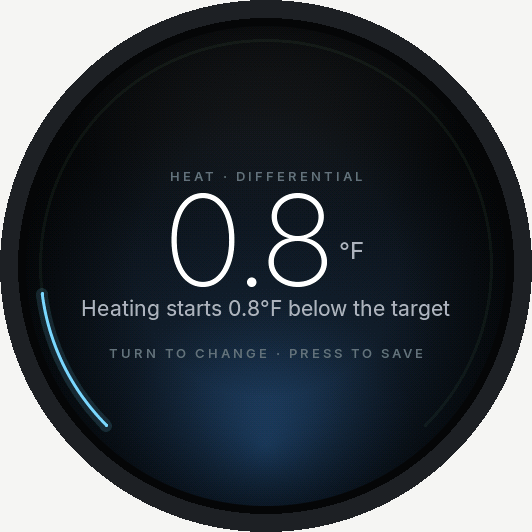 HEAT · DIFFERENTIAL
0.8 °F
Heating starts 0.8°F below the target
TURN TO CHANGE · PRESS TO SAVE